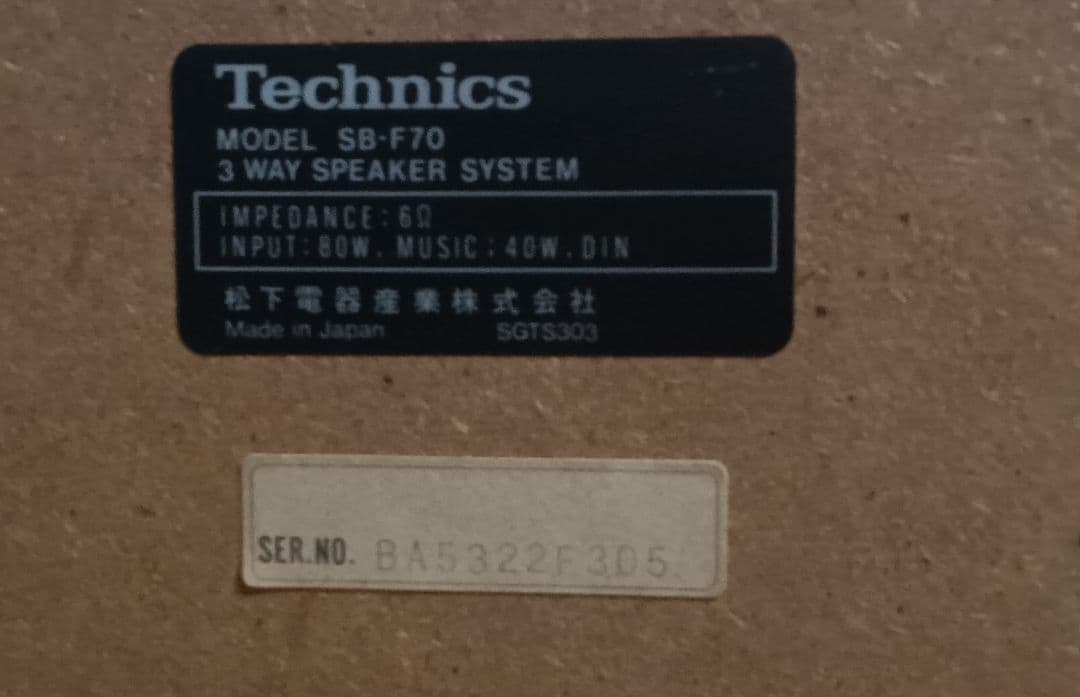 Technics
MODEL SB-F70
3 WAY SPEAKER SYSTEM
IMPEDANCE:6Ω
INPUT:80W. MUSIC:40W.DIN
松下電器産業株式会社
Made in Japan SGTS303
SER.NO. BA5322F305